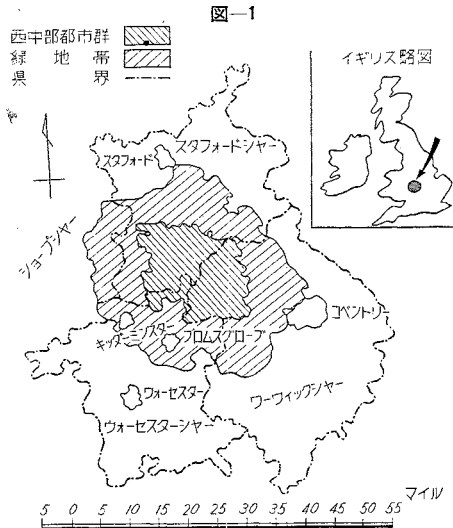 図―1
西中部都市群
緑地帯
県界
イギリス略図
スタフォードシャー
スタフォード
ショープシャー
コベントリー
キッダーミンスター
ブロムスグローブ
ウォーセスター
ワーウィックシャー
ウォーセスターシャー
マイル
5 0 5 10 15 20 25 30 35 40 45 50 55